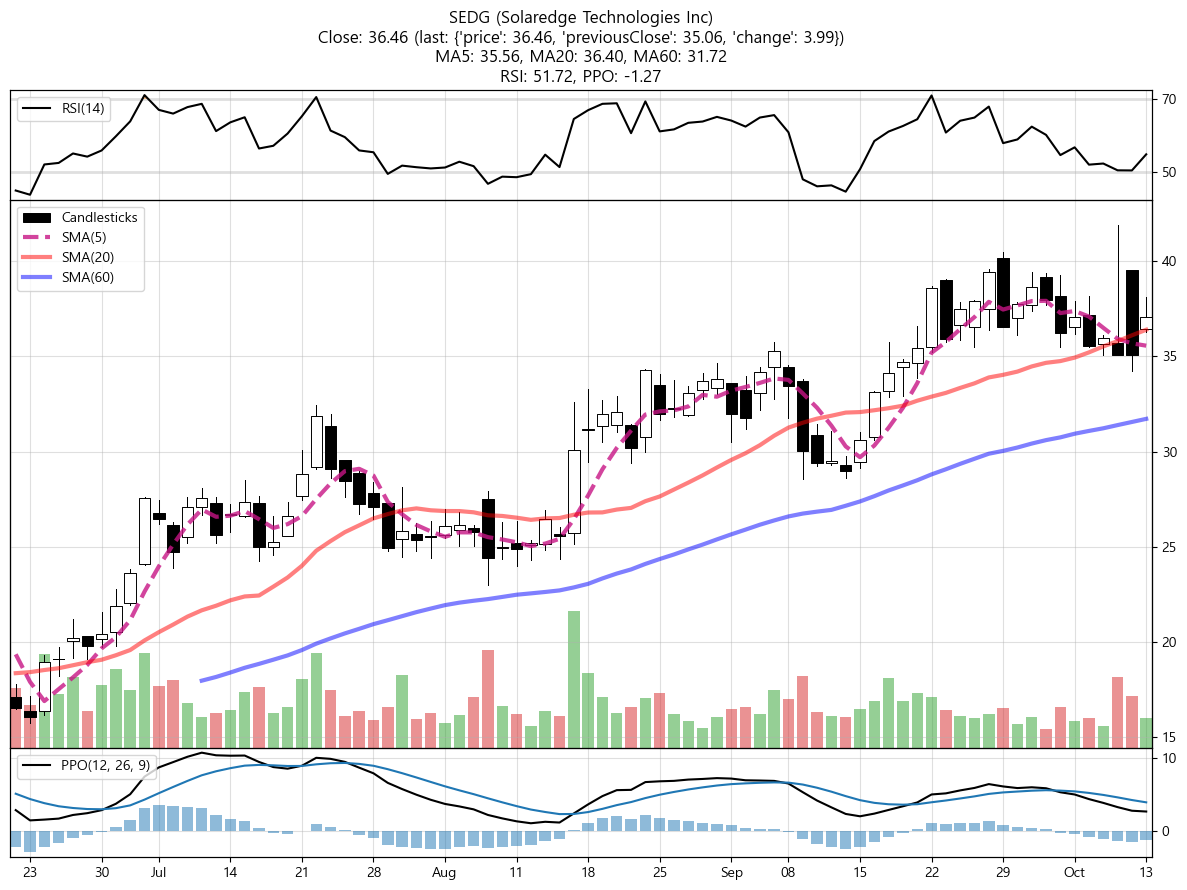 SEDG (Solaredge Technologies Inc)
Close: 36.46 (last: {'price': 36.46, 'previousClose': 35.06, 'change': 3.99})
MA5: 35.56, MA20: 36.40, MA60: 31.72
RSI: 51.72, PPO: -1.27
RSI(14)
70
50
Candlesticks
SMA(5)
SMA(20)
SMA(60)
40
35
30
25
20
15
PPO(12, 26, 9)
10
0
23 30 Jul 14 21 28 Aug 11 18 25 Sep 08 15 22 29 Oct 13